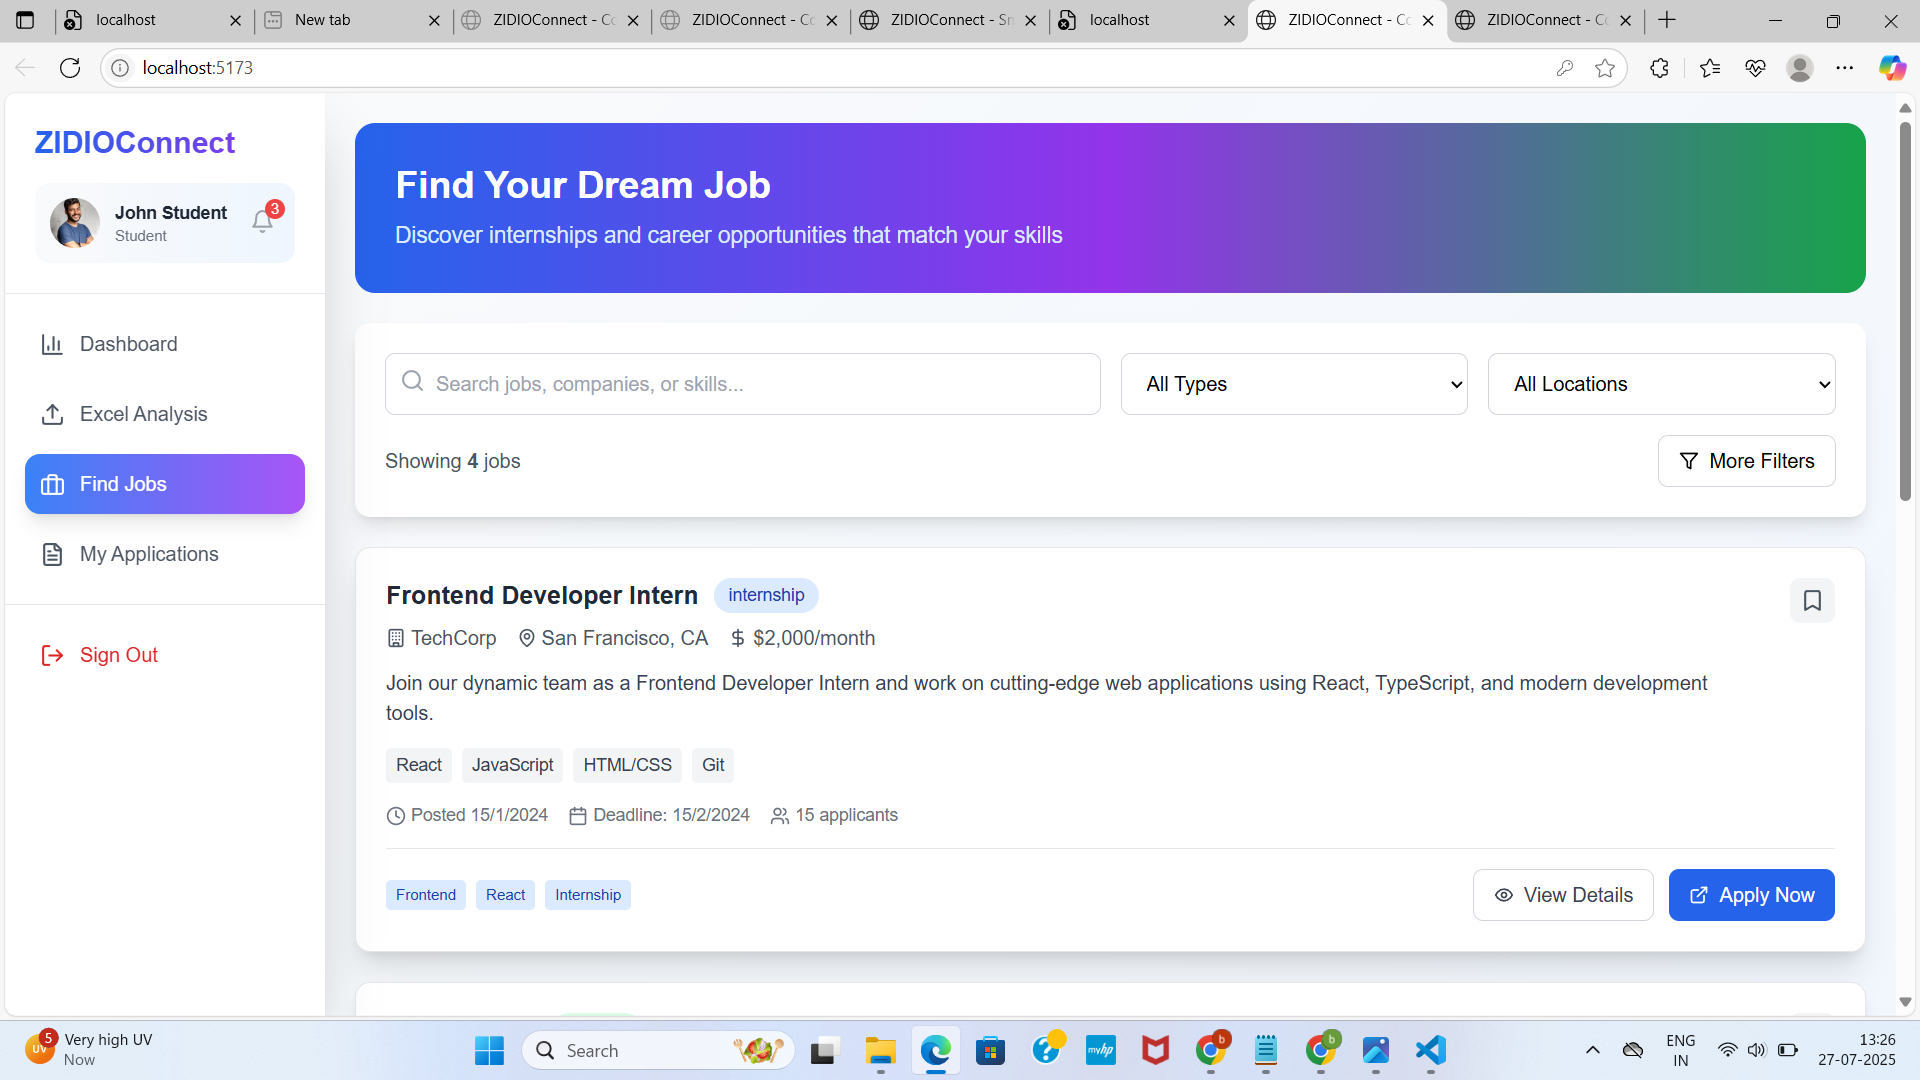 localhost
New tab
ZIDIOConnect - Co
ZIDIOConnect - Co
ZIDIOConnect - Sm
localhost
ZIDIOConnect - Co
ZIDIOConnect - Co
localhost:5173
ZIDIOConnect
John Student
Student
3
Dashboard
Excel Analysis
Find Jobs
My Applications
Sign Out
Find Your Dream Job
Discover internships and career opportunities that match your skills
Search jobs, companies, or skills...
All Types
All Locations
Showing 4 jobs
More Filters
Frontend Developer Intern
internship
TechCorp
San Francisco, CA
$2,000/month
Join our dynamic team as a Frontend Developer Intern and work on cutting-edge web applications using React, TypeScript, and modern development
tools.
React
JavaScript
HTML/CSS
Git
Posted 15/1/2024
Deadline: 15/2/2024
15 applicants
Frontend
React
Internship
View Details
Apply Now
UV
5
Very high UV
Now
Search
myhp
b
b
ENG
IN
13:26
27-07-2025